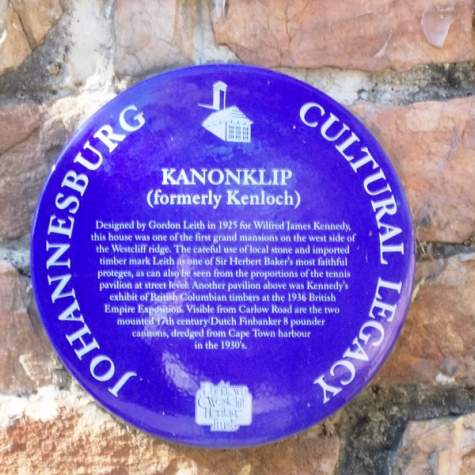 JOHANNESBURG
CULTURAL LEGACY
KANONKLIP
(formerly Kenloch)
Designed by Gordon Leith in 1925 for Wilfred James Kennedy,
this house was one of the first grand mansions on the west side of
the Westcliff ridge. The careful use of local stone and imported
timber mark Leith as one of Sir Herbert Baker's most faithful
proteges, as can also be seen from the proportions of the tennis
pavilion at street level. Another pavilion above was Kennedy's
exhibit of British Columbian timbers at the 1936 British
Empire Exposition. Visible from Carlow Road are the two
mounted 17th century Dutch Finbanker 8 pounder
cannons, dredged from Cape Town harbour
in the 1930's.
Parktown
& Westcliff
Heritage
Trust